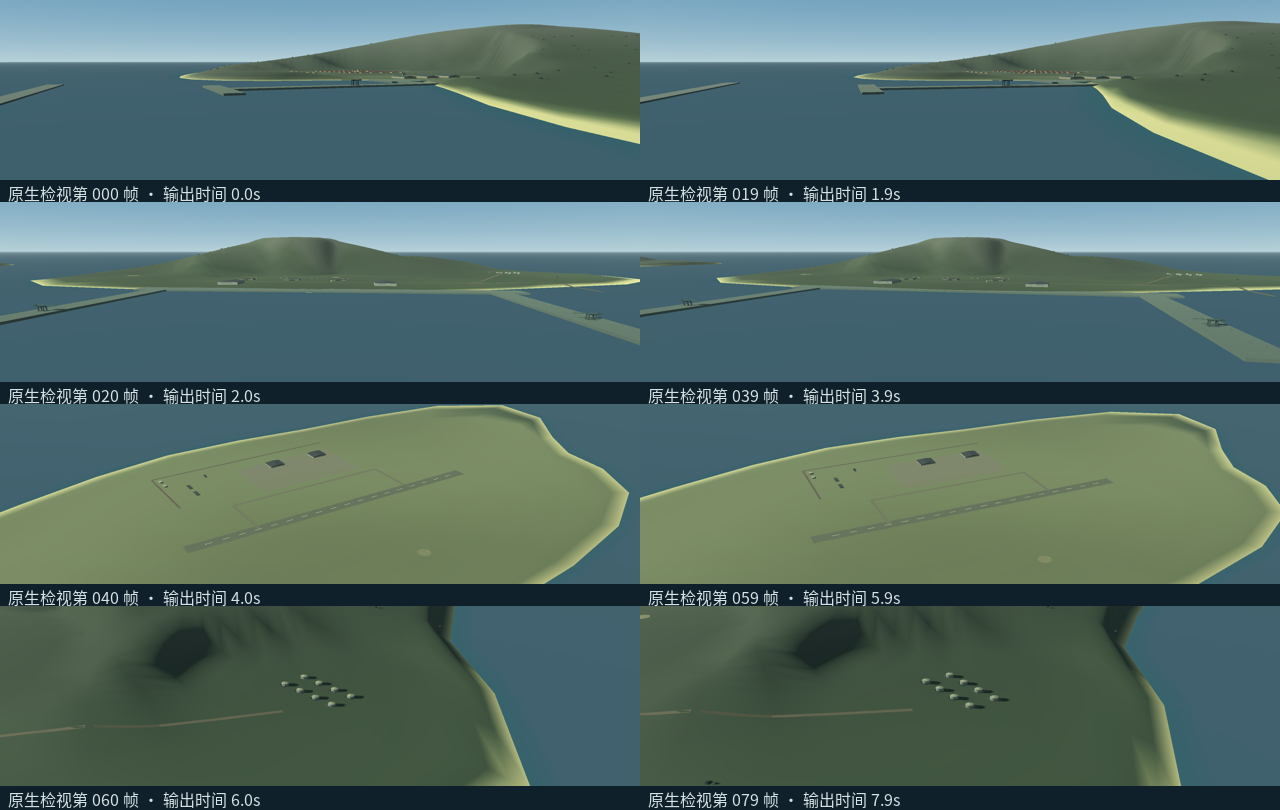 原生检视第 000 帧 · 输出时间 0.0s
原生检视第 019 帧 · 输出时间 1.9s
原生检视第 020 帧 · 输出时间 2.0s
原生检视第 039 帧 · 输出时间 3.9s
原生检视第 040 帧 · 输出时间 4.0s
原生检视第 059 帧 · 输出时间 5.9s
原生检视第 060 帧 · 输出时间 6.0s
原生检视第 079 帧 · 输出时间 7.9s